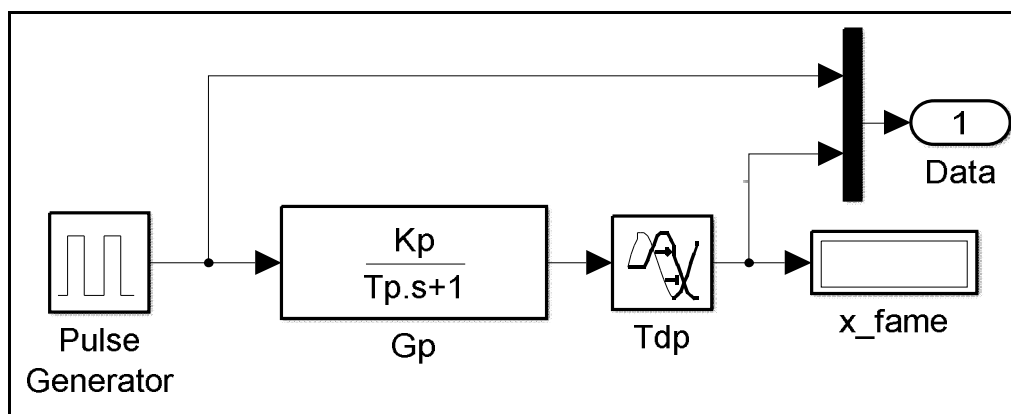 1
Data
Kp
Tp.s+1
Gp
Tdp
x_fame
Pulse
Generator